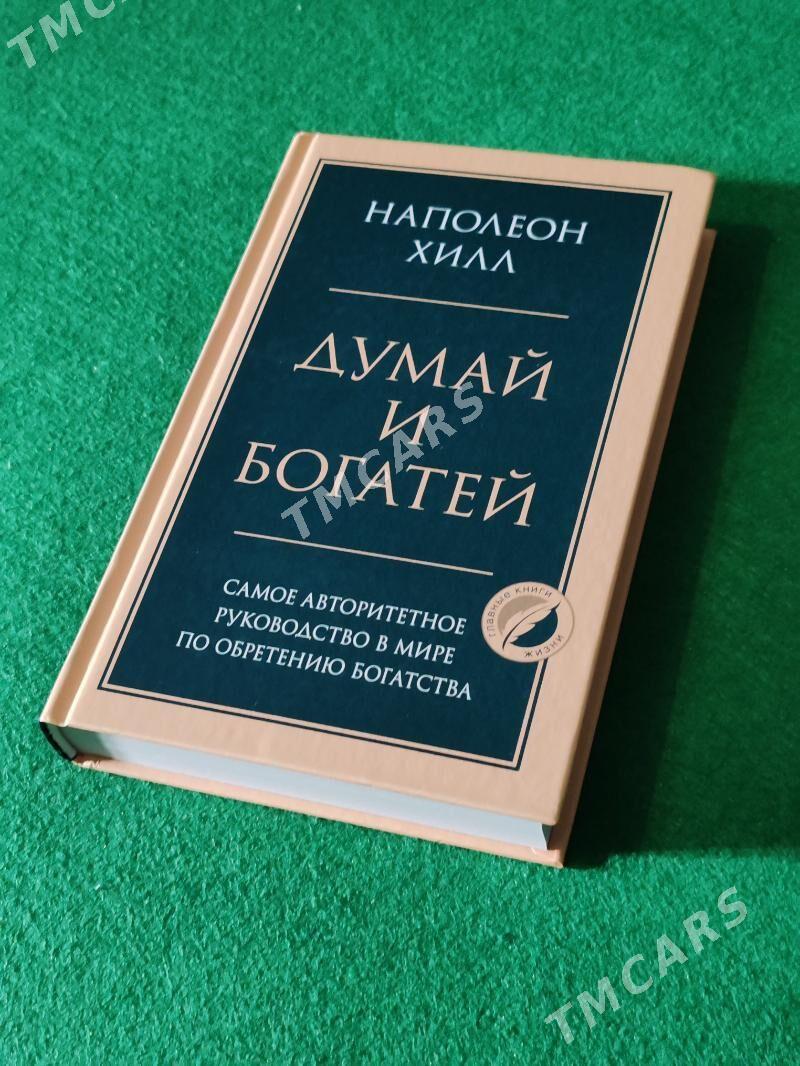 TMCARS
НАПОЛЕОН
ХИЛЛ
ДУМАЙ
И
БОГАТЕЙ
TMCARS
САМОЕ АВТОРИТЕТНОЕ
РУКОВОДСТВО В МИРЕ
ПО ОБРЕТЕНИЮ БОГАТСТВА
главные книги
жизни
TMCARS